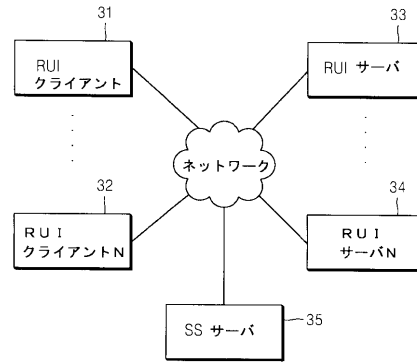 31
RUI
クライアント
33
RUI サーバ
ネットワーク
32
ＲＵＩ
クライアントＮ
34
ＲＵＩ
サーバＮ
SS サーバ
35